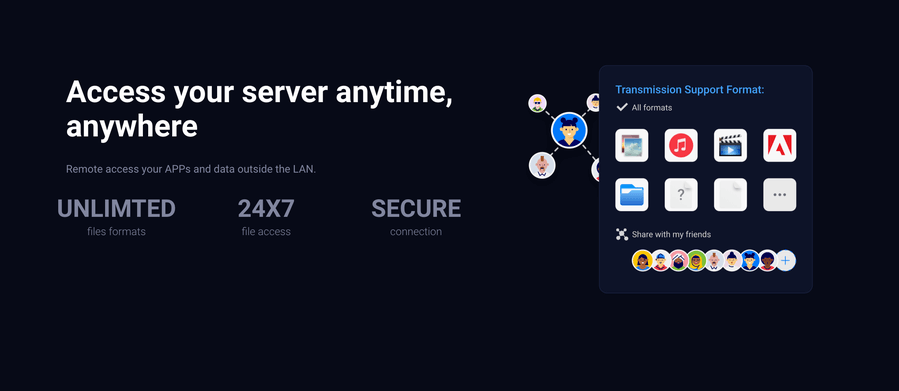 Access your server anytime,
anywhere
Remote access your APPs and data outside the LAN.
UNLIMTED
files formats
24X7
file access
SECURE
connection
Transmission Support Format:
All formats
?
...
Share with my friends
+